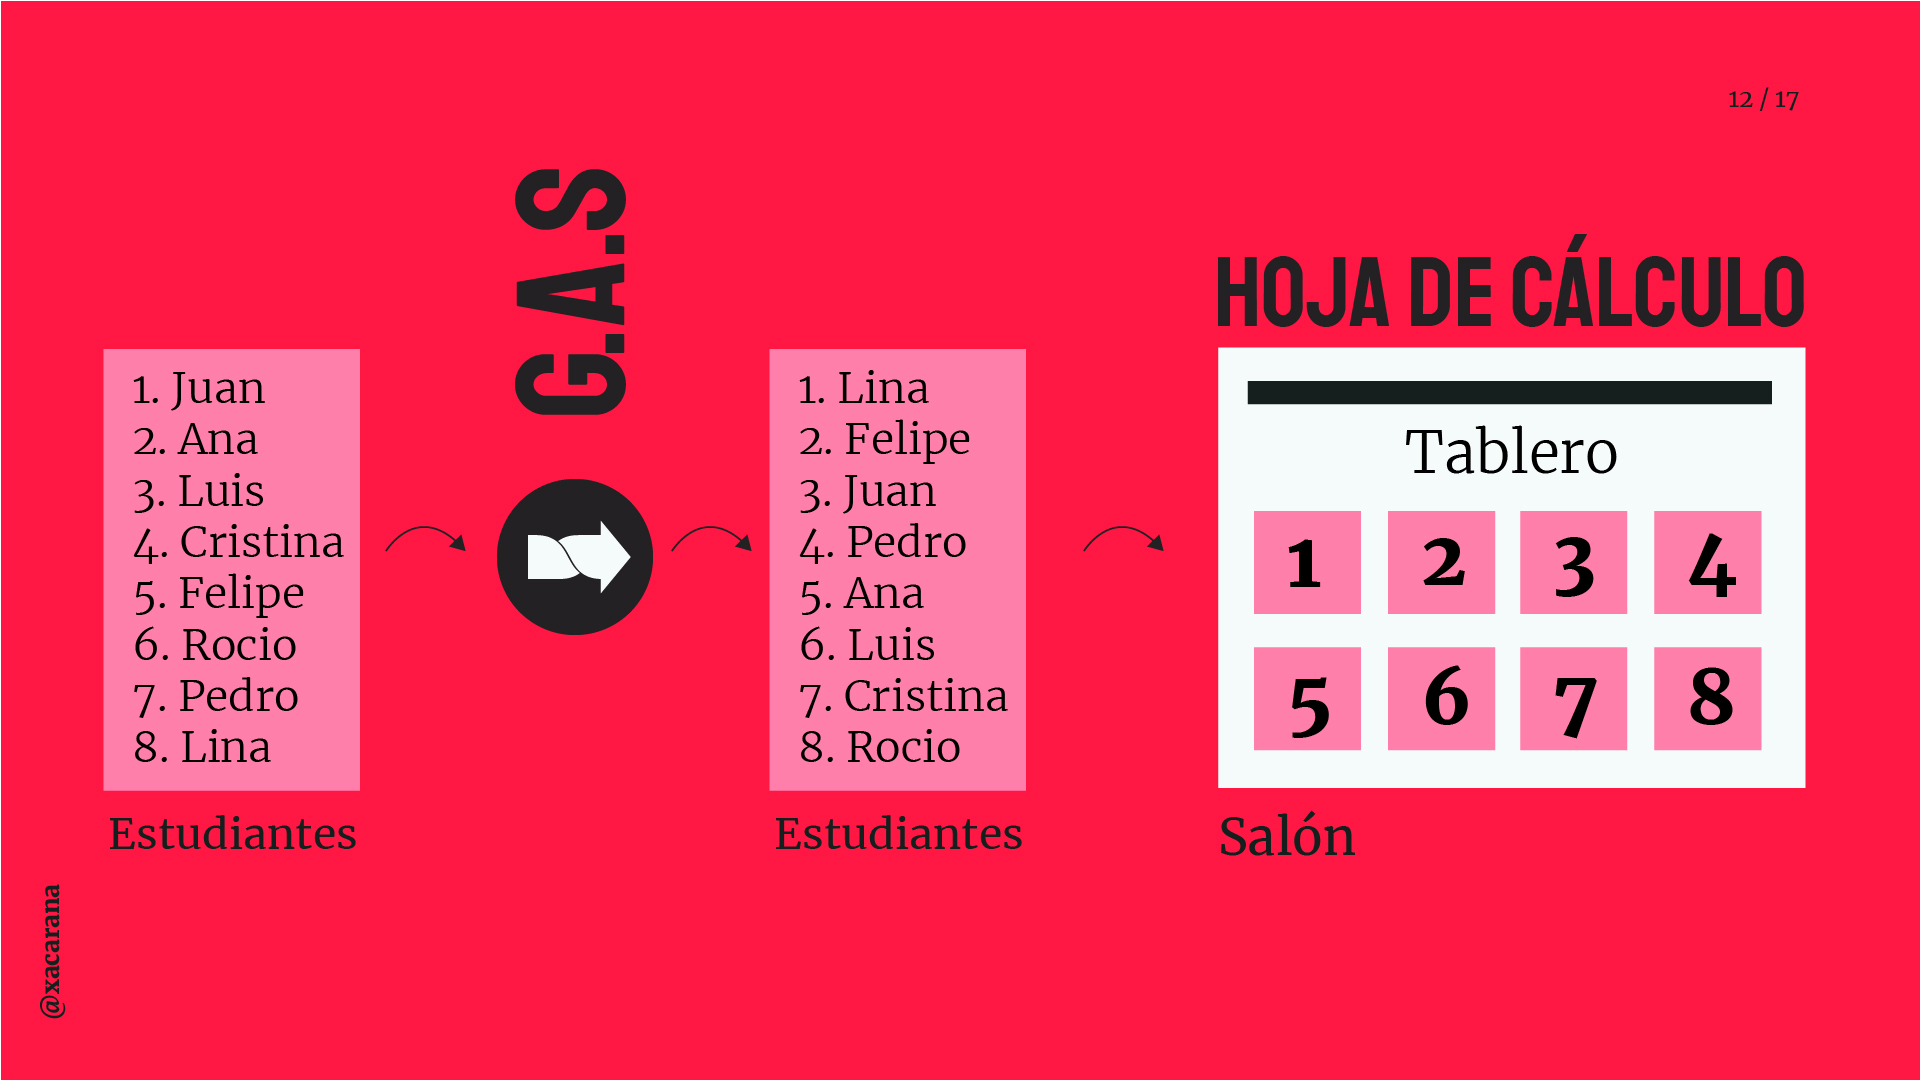 12 / 17
G.A.S
HOJA DE CÁLCULO
1. Juan
2. Ana
3. Luis
4. Cristina
5. Felipe
6. Rocio
7. Pedro
8. Lina
Estudiantes
1. Lina
2. Felipe
3. Juan
4. Pedro
5. Ana
6. Luis
7. Cristina
8. Rocio
Estudiantes
Tablero
1 2 3 4
5 6 7 8
Salón
@xacarana